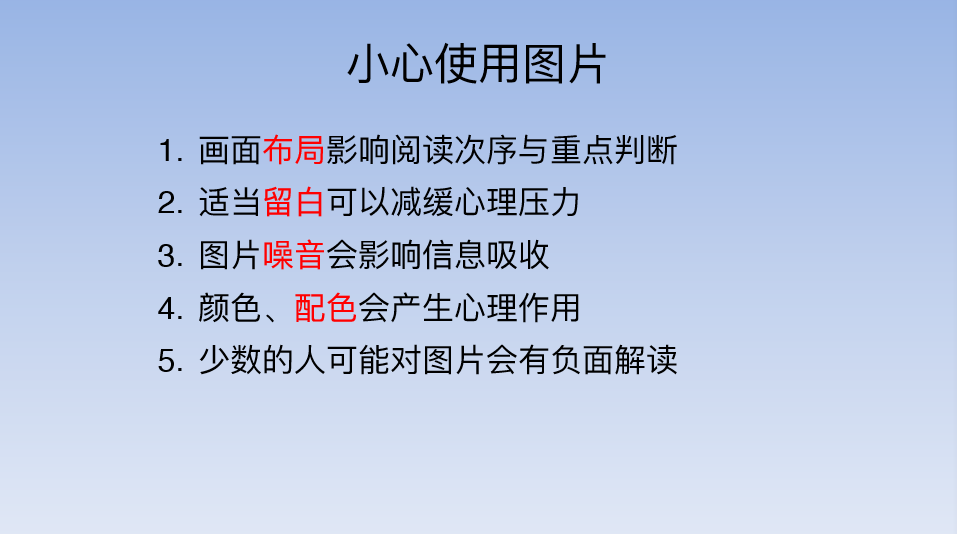 小心使用图片
1. 画面布局影响阅读次序与重点判断
2. 适当留白可以减缓心理压力
3. 图片噪音会影响信息吸收
4. 颜色、配色会产生心理作用
5. 少数的人可能对图片会有负面解读